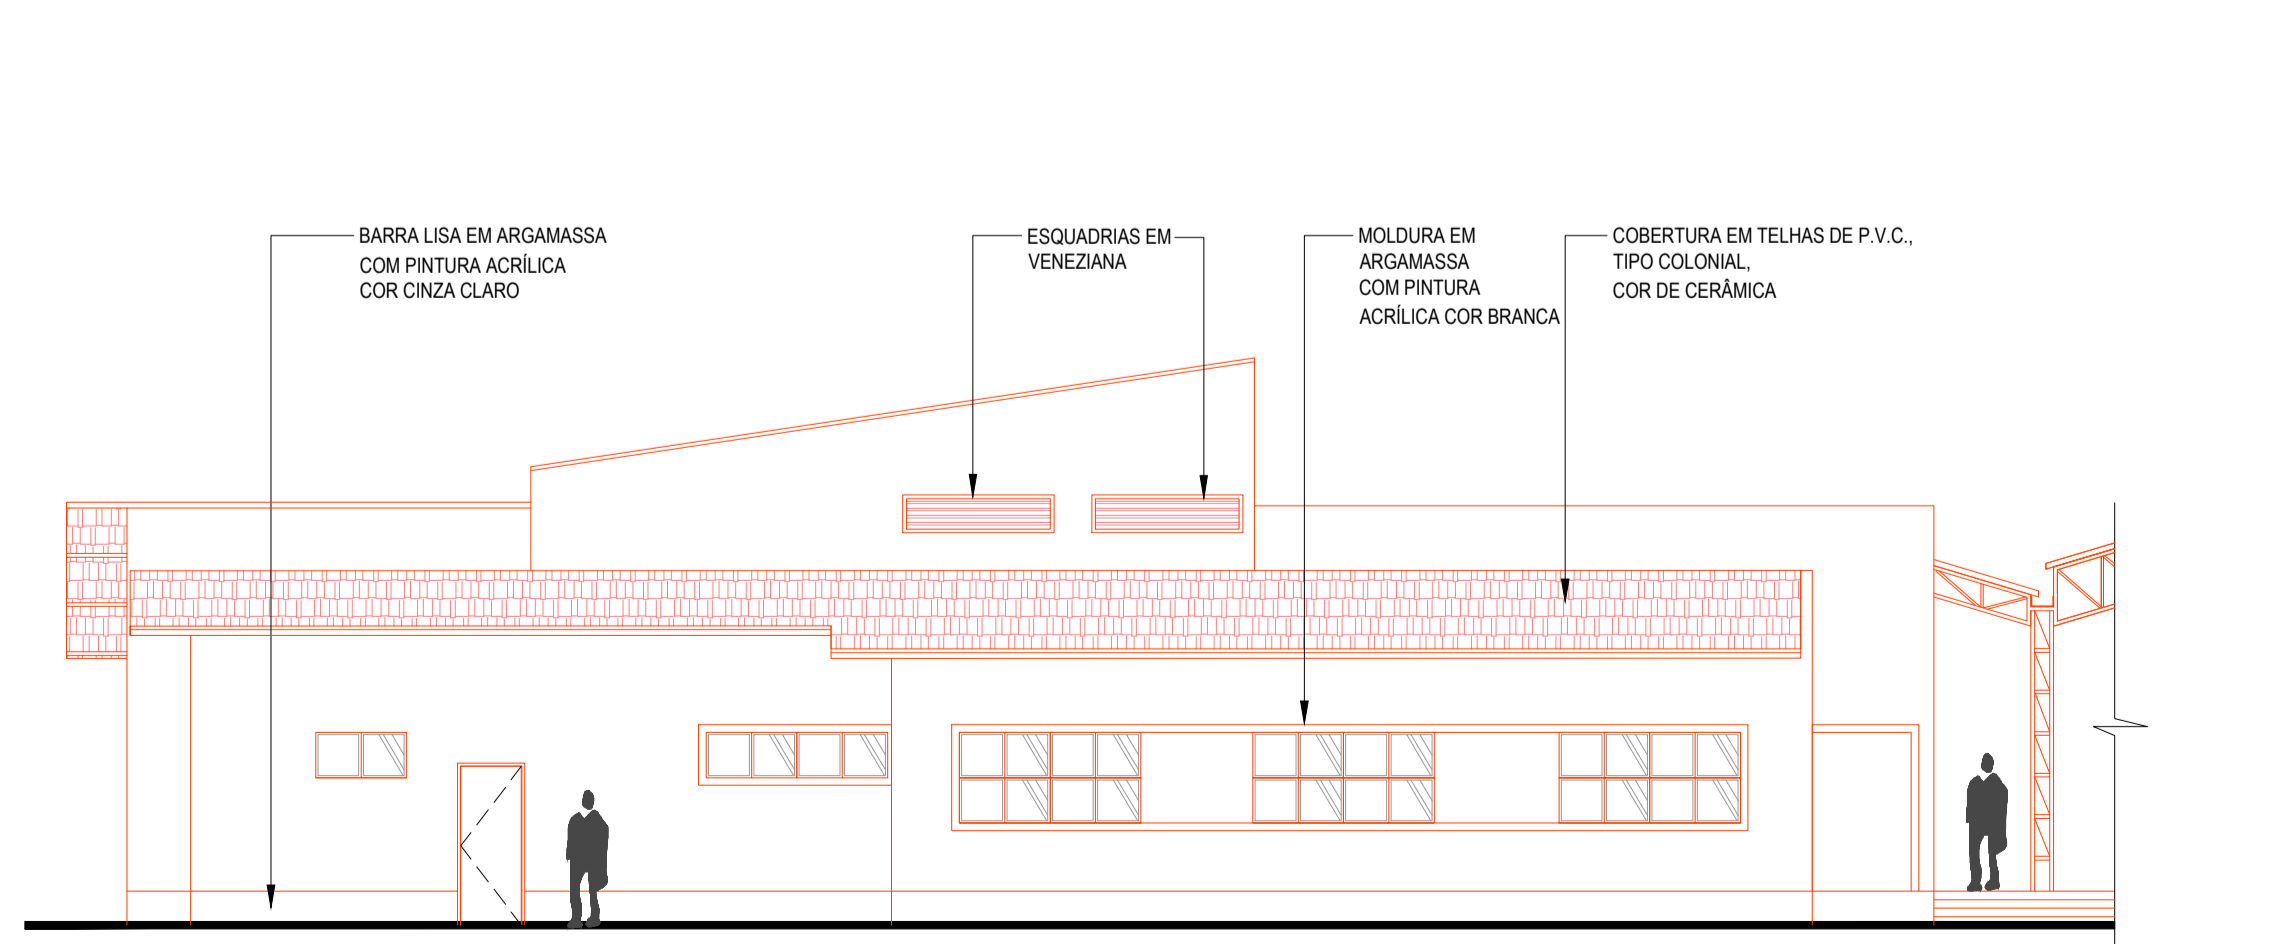 BARRA LISA EM ARGAMASSA
COM PINTURA ACRÍLICA
COR CINZA CLARO
ESQUADRIAS EM
VENEZIANA
MOLDURA EM
ARGAMASSA
COM PINTURA
ACRÍLICA COR BRANCA
COBERTURA EM TELHAS DE P.V.C.,
TIPO COLONIAL,
COR DE CERÂMICA